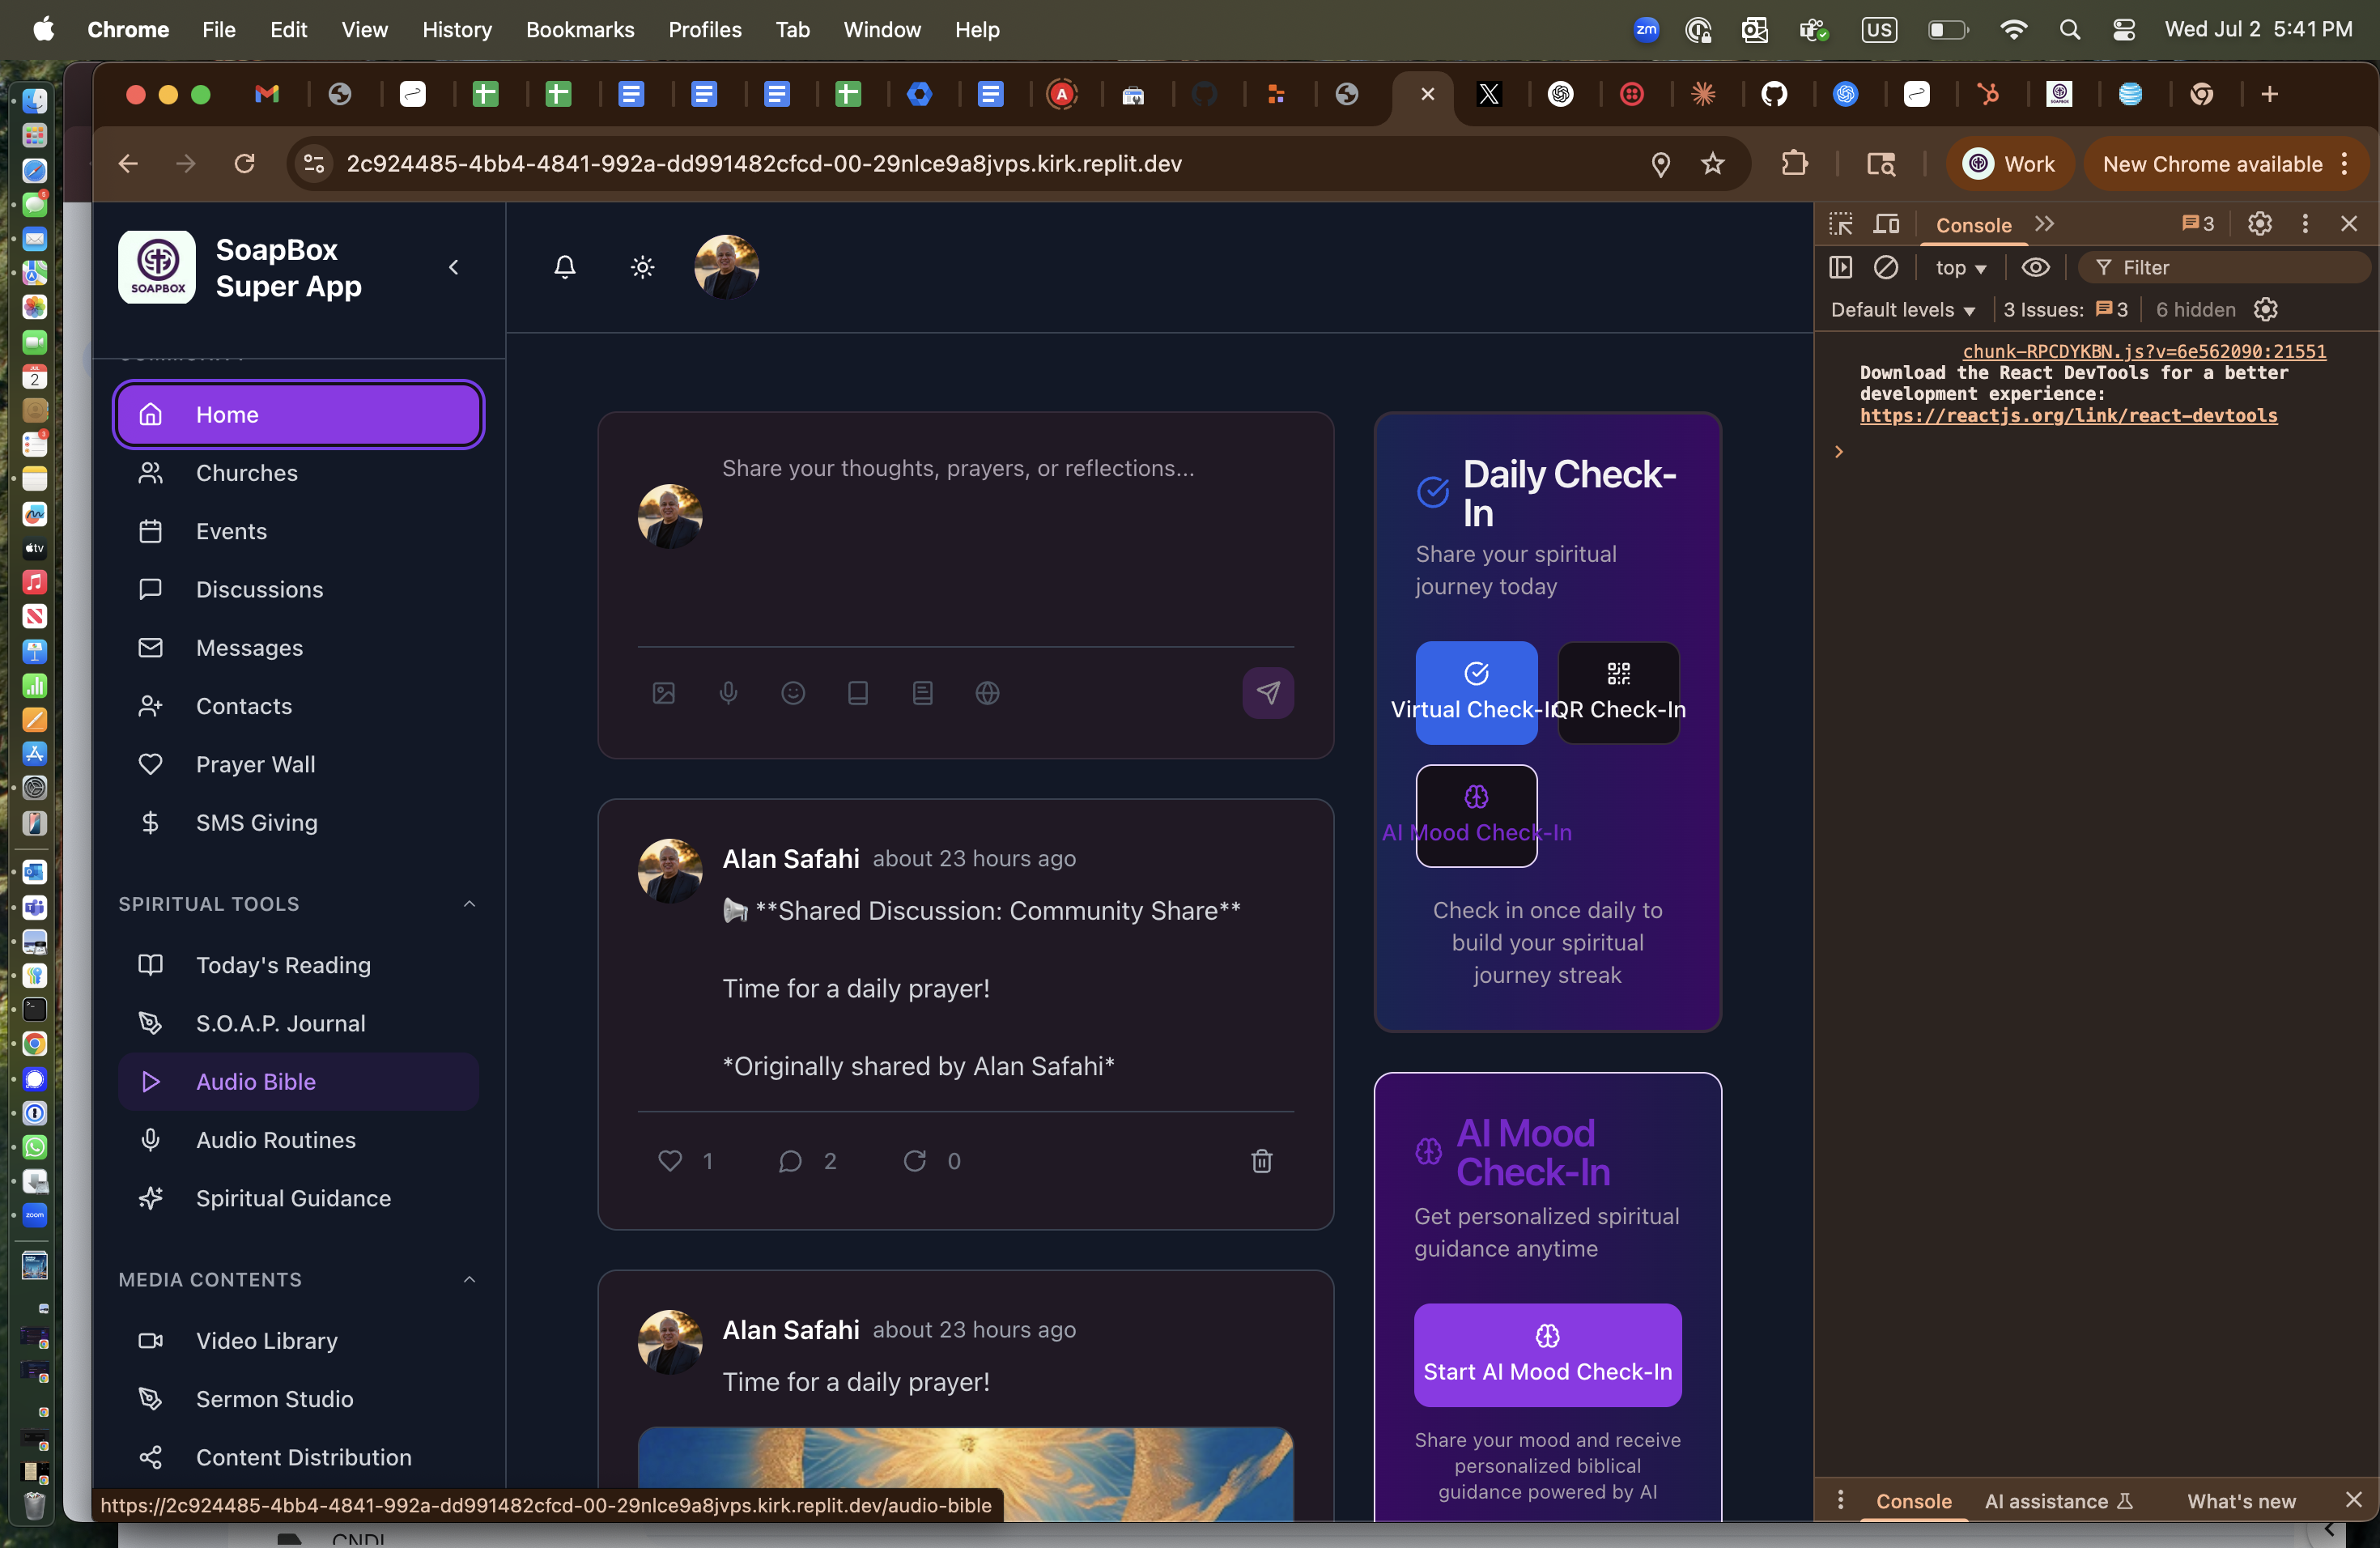 Chrome File Edit View History Bookmarks Profiles Tab Window Help
zm US Wed Jul 2 5:41 PM
2c924485-4bb4-4841-992a-dd991482cfcd-00-29nlce9a8jvps.kirk.replit.dev
Work
New Chrome available
SOAPBOX
SoapBox
Super App
Home
Churches
Events
Discussions
Messages
Contacts
Prayer Wall
SMS Giving
SPIRITUAL TOOLS
Today's Reading
S.O.A.P. Journal
Audio Bible
Audio Routines
Spiritual Guidance
MEDIA CONTENTS
Video Library
Sermon Studio
Content Distribution
https://2c924485-4bb4-4841-992a-dd991482cfcd-00-29nlce9a8jvps.kirk.replit.dev/audio-bible
Share your thoughts, prayers, or reflections...
Alan Safahi about 23 hours ago
**Shared Discussion: Community Share**
Time for a daily prayer!
*Originally shared by Alan Safahi*
1 2 0
Alan Safahi about 23 hours ago
Time for a daily prayer!
Daily Check-
In
Share your spiritual
journey today
Virtual Check-In
QR Check-In
AI Mood Check-In
Check in once daily to
build your spiritual
journey streak
AI Mood
Check-In
Get personalized spiritual
guidance anytime
Start AI Mood Check-In
Share your mood and receive
personalized biblical
guidance powered by AI
Console 3
top Filter
Default levels 3 Issues: 3 6 hidden
chunk-RPCDYKBN.js?v=6e562090:21551
Download the React DevTools for a better
development experience:
https://reactjs.org/link/react-devtools
Console AI assistance What's new
tv
zoom